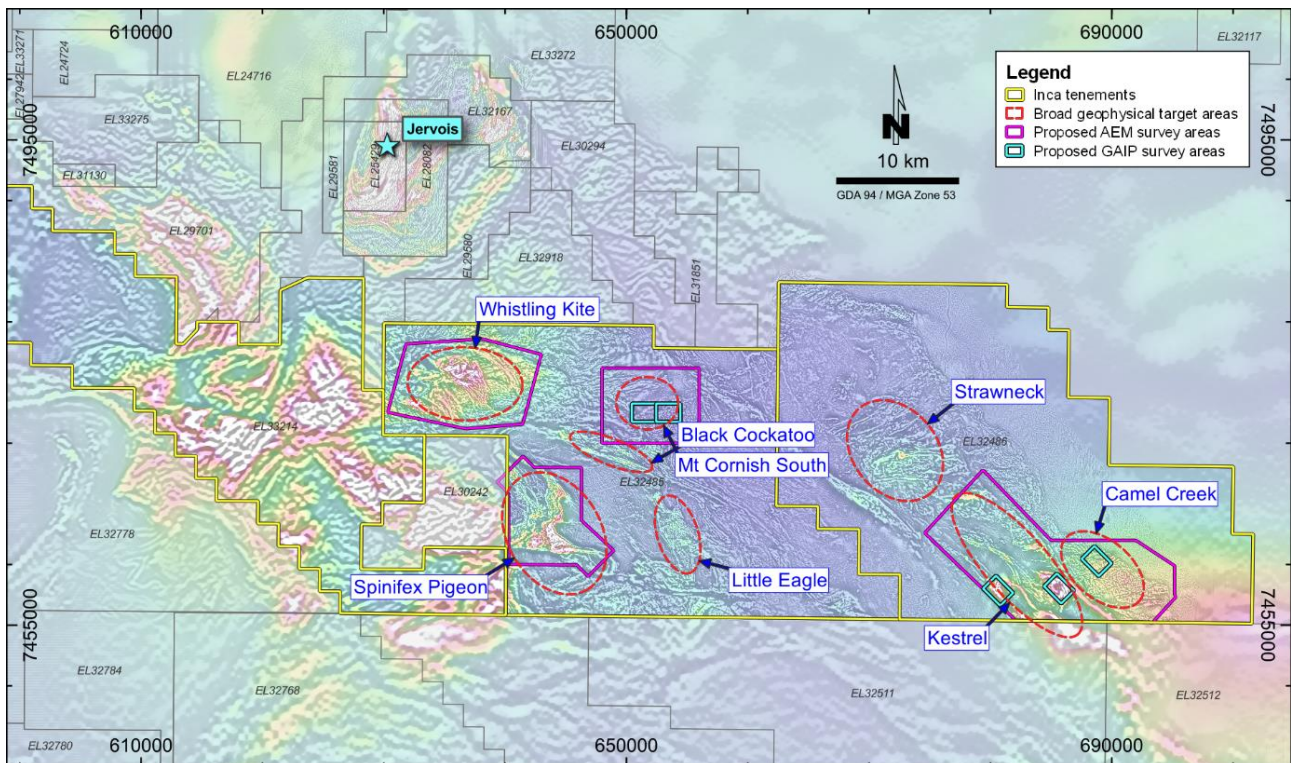 610000
650000
690000
EL33271
EL24724
EL27942
EL24716
EL33272
EL32117
EL33275
EL32167
Jervois
7495000
7495000
N
10 km
GDA 94 / MGA Zone 53
Legend
Inca tenements
Broad geophysical target areas
Proposed AEM survey areas
Proposed GAIP survey areas
EL31130
EL29581
EL25429
EL28082
EL30294
EL29701
EL29580
EL32918
EL31851
Whistling Kite
Strawneck
EL33214
Black Cockatoo
Mt Cornish South
EL32486
EL30242
EL32485
Camel Creek
EL32778
Spinifex Pigeon
Little Eagle
Kestrel
7455000
7455000
EL32784
EL32768
EL32511
EL32512
EL32780
610000
650000
690000